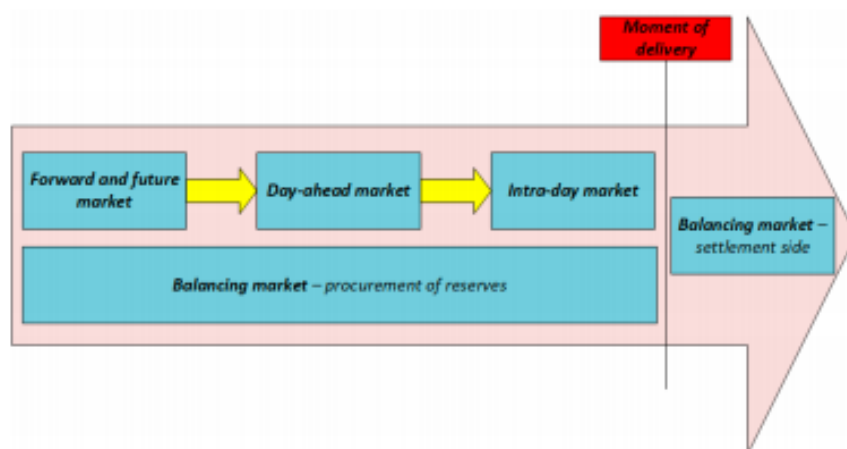 Moment of
delivery
Forward and future
market
Day-ahead market
Intra-day market
Balancing market –
settlement side
Balancing market – procurement of reserves